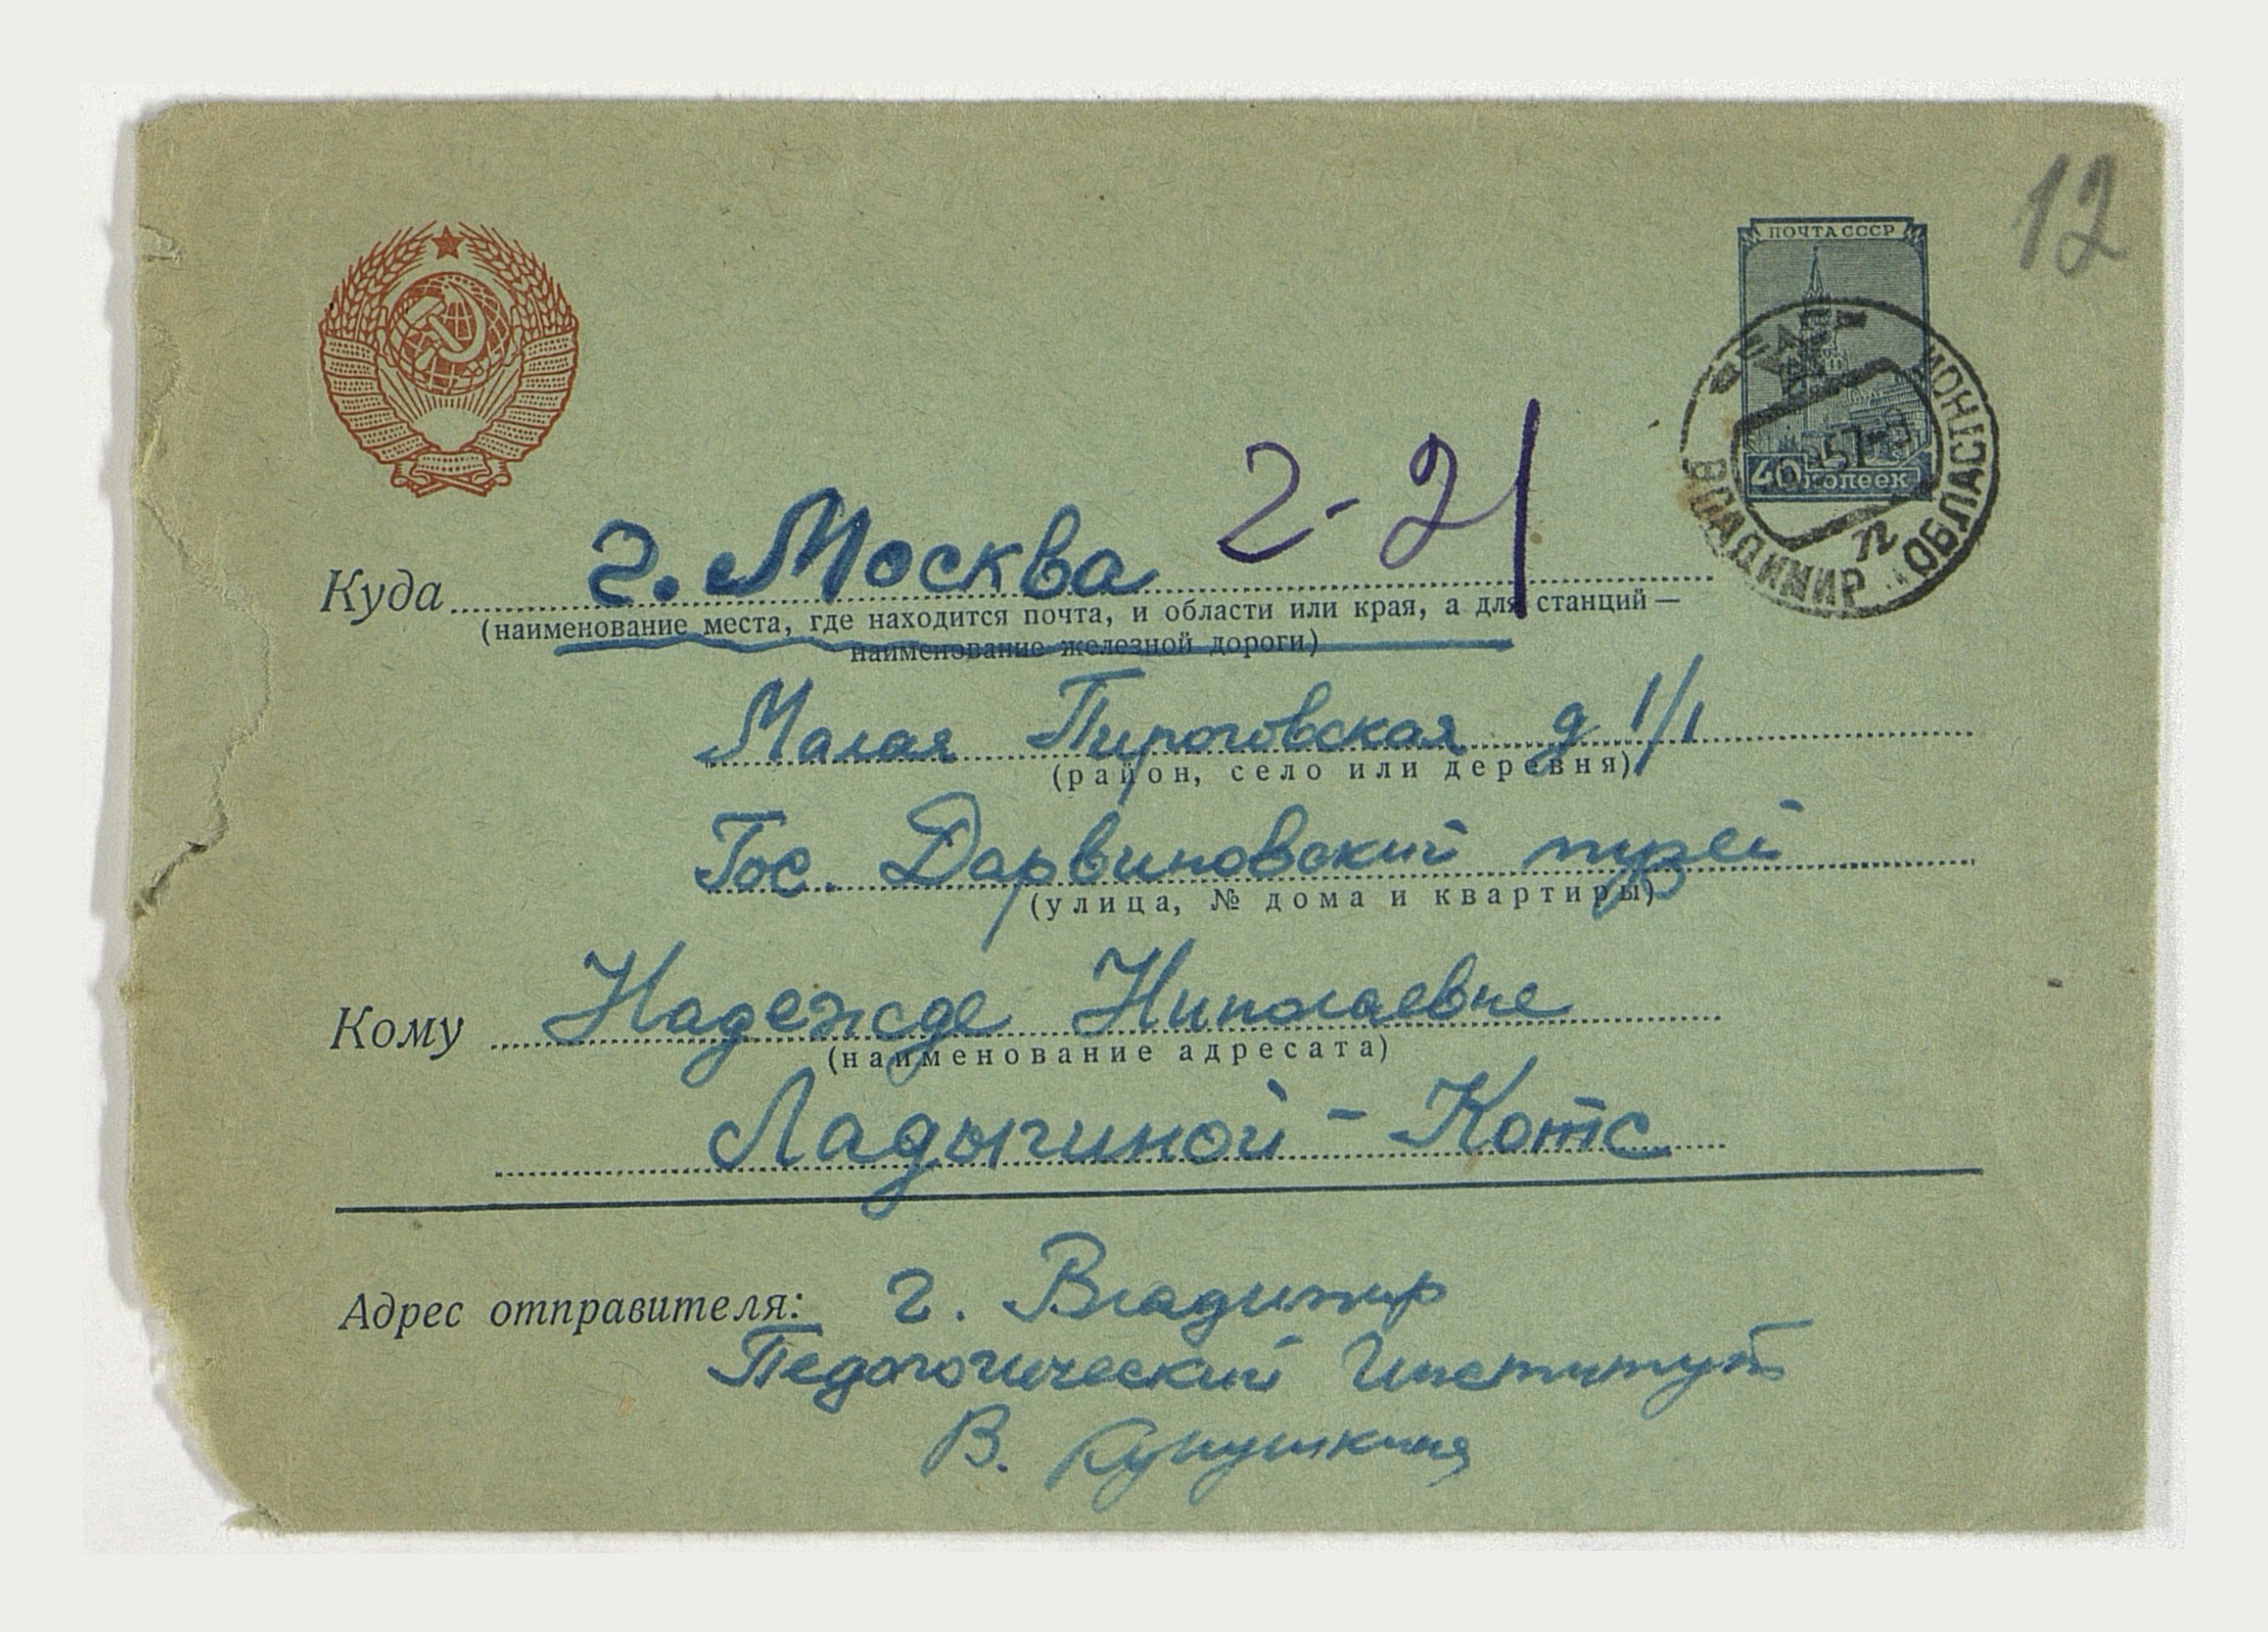 12
ПОЧТА СССР
40 копеек
ВЛАДИМИР ОБЛАСТНОЙ
2-21
Куда г. Москва
(наименование места, где находится почта, и области или края, а для станций —
наименование железной дороги)
Малая Пироговская д 1/1
(район, село или деревня)
Гос. Дарвиновский музей
(улица, № дома и квартиры)
Кому Надежде Николаевне
(наименование адресата)
Ладыгиной - Котс
Адрес отправителя: г. Владимир
Педагогический Институт
В.